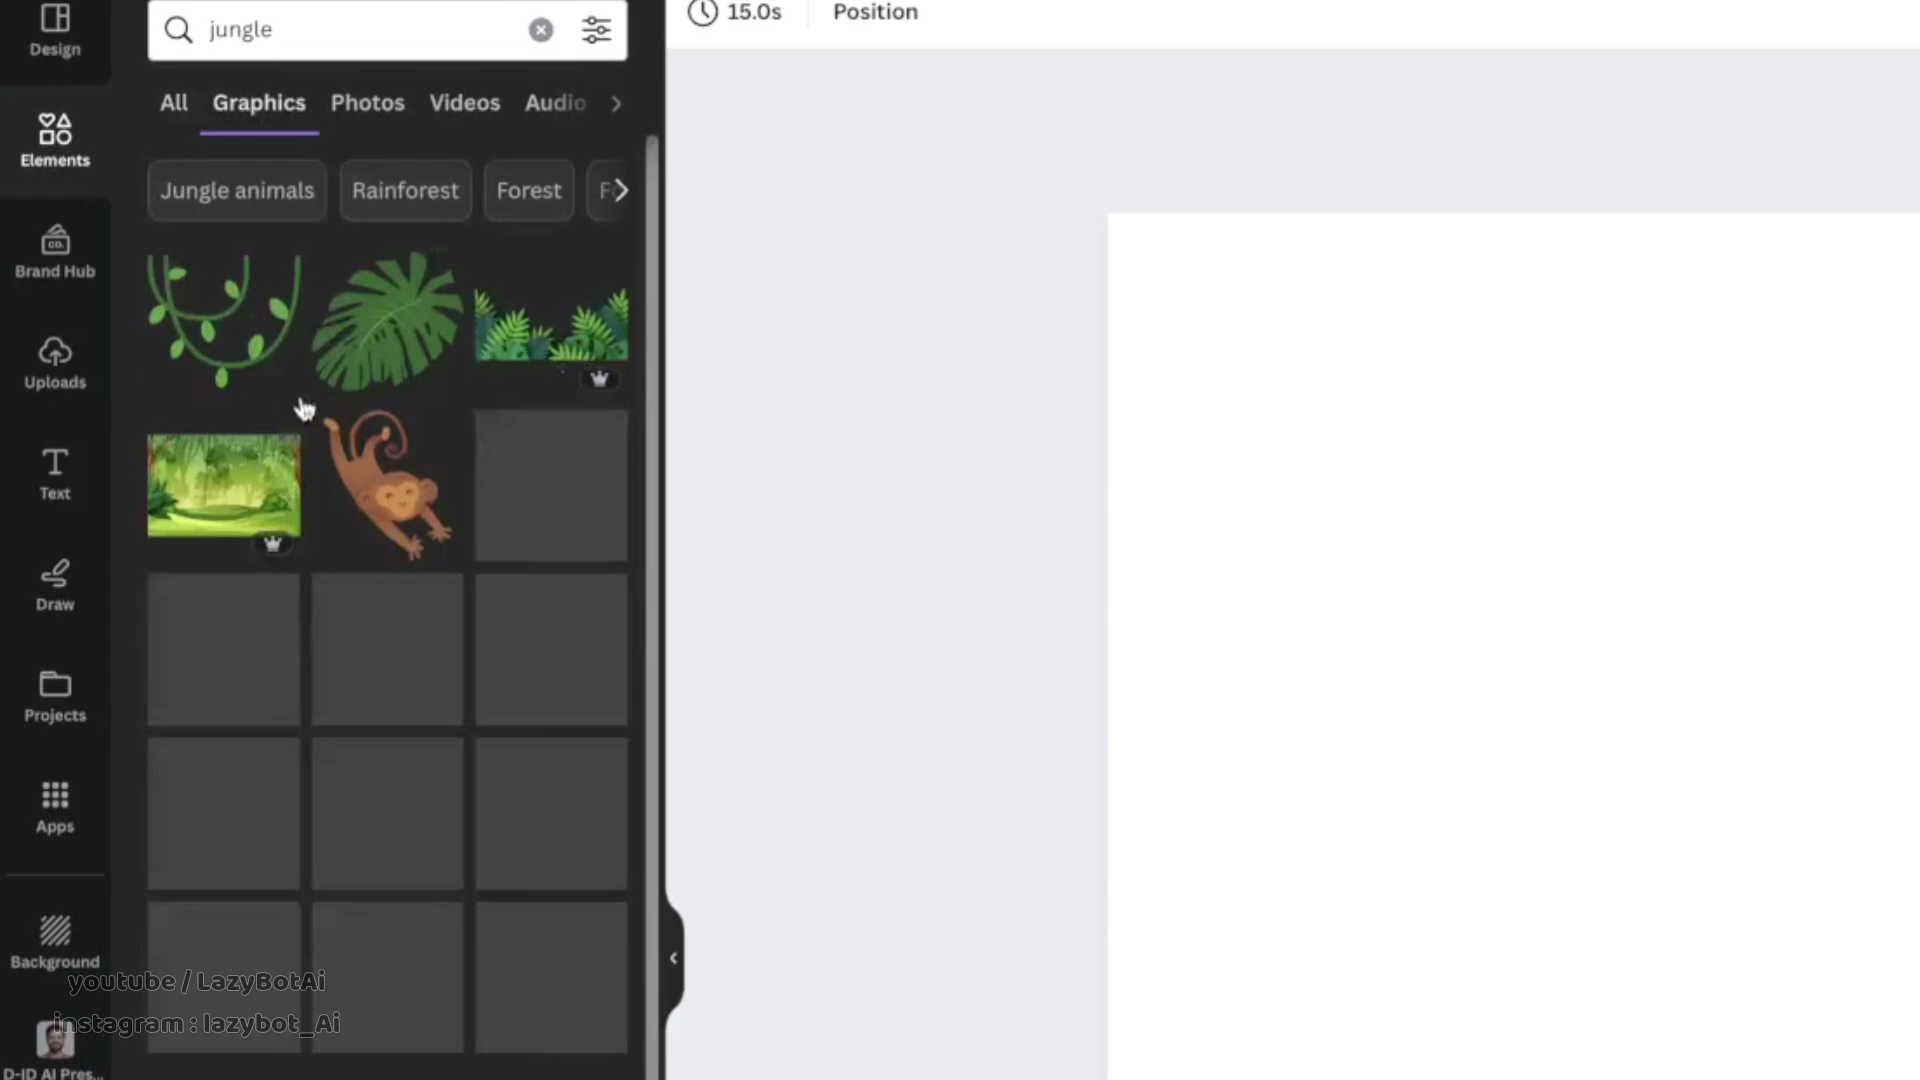 Design
jungle
15.0s
Position
All
Graphics
Photos
Videos
Audio
Elements
Jungle animals
Rainforest
Forest
Brand Hub
CO.
Uploads
Text
Draw
Projects
Apps
Background
youtube / LazyBotAi
instagram : lazybot_Ai
D-ID AI Pres...